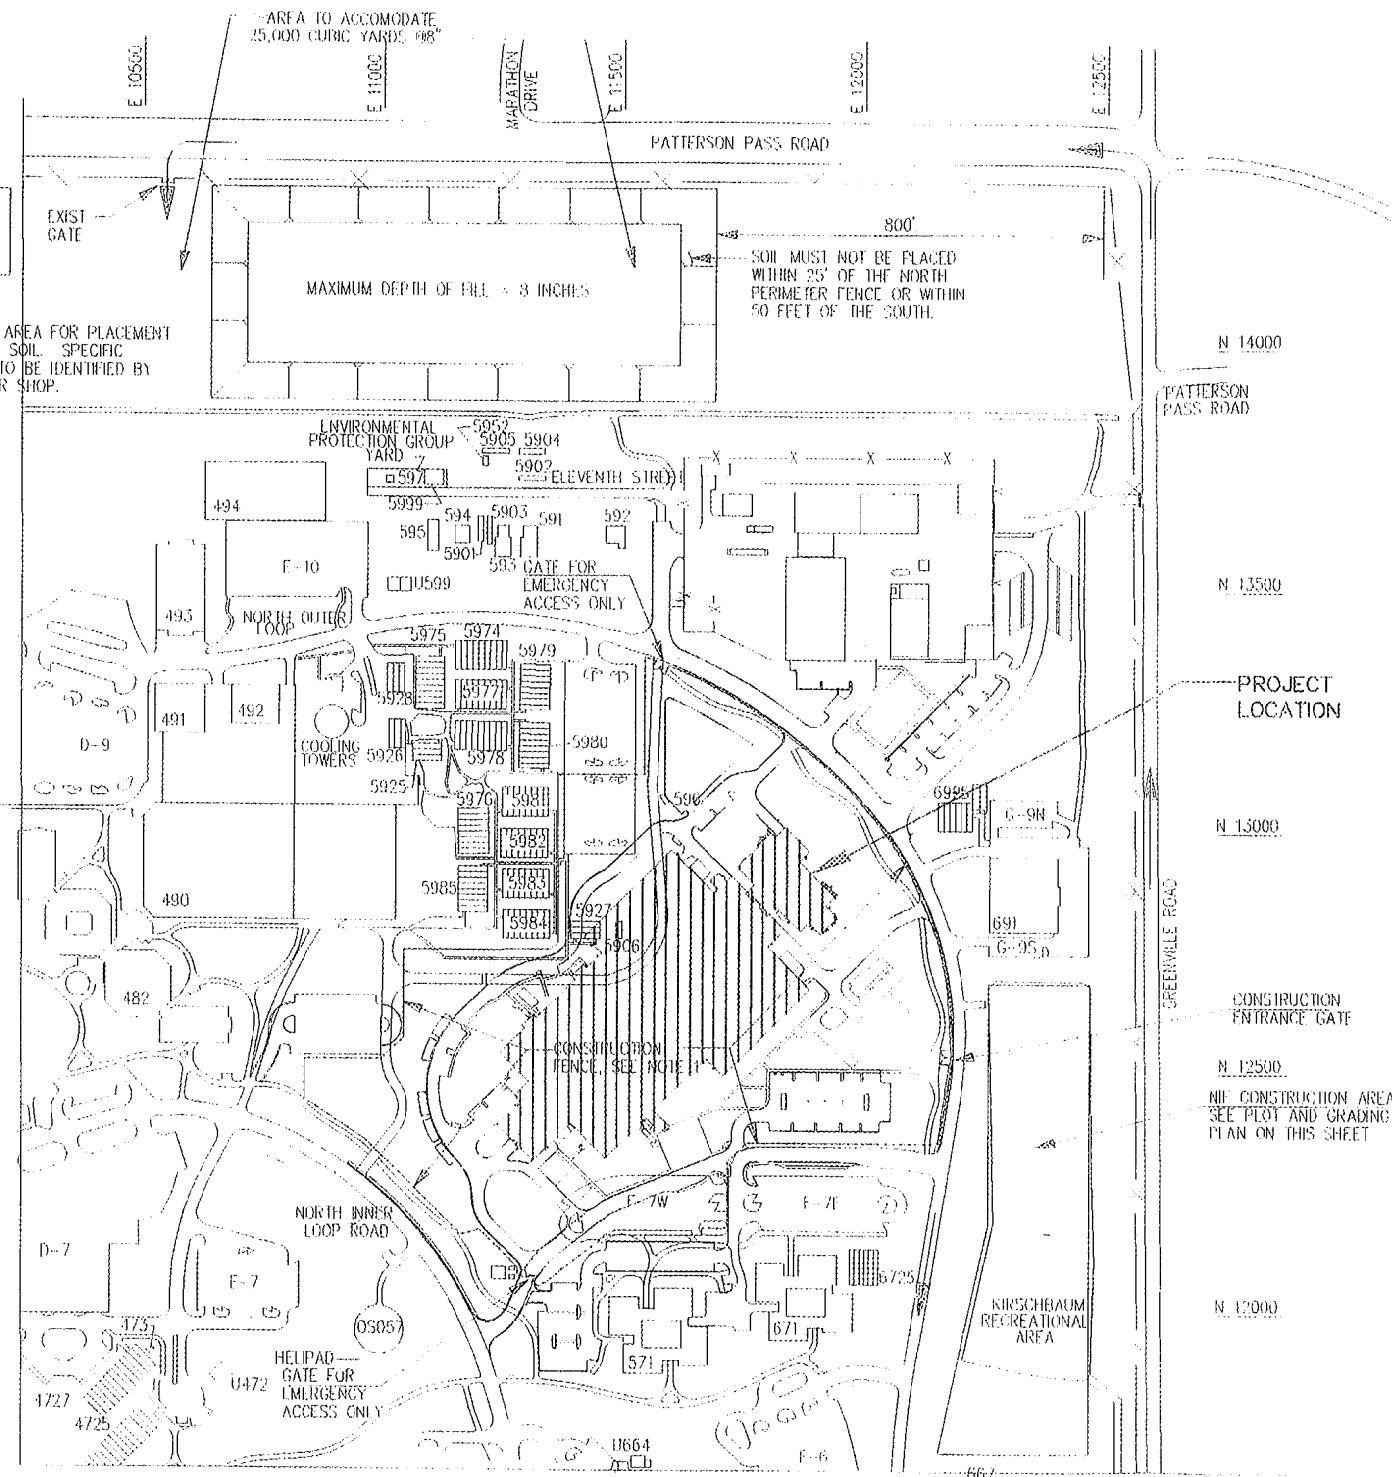 AREA TO ACCOMODATE
25,000 CUBIC YARDS @8"
E 10500
E 11000
MARATHON
DRIVE
E 11500
E 12000
E 12500
PATTERSON PASS ROAD
EXIST
GATE
800'
SOIL MUST NOT BE PLACED
WITHIN 25' OF THE NORTH
PERIMETER FENCE OR WITHIN
50 FEET OF THE SOUTH.
MAXIMUM DEPTH OF FILL = 8 INCHES
AREA FOR PLACEMENT
SOIL. SPECIFIC
TO BE IDENTIFIED BY
R SHOP.
N 14000
PATTERSON
PASS ROAD
ENVIRONMENTAL
PROTECTION GROUP
YARD
5952
5905
5904
5902
ELEVENTH STREET
597
5999
494
595
594
5903
591
592
5901
593
E-10
U599
GATE FOR
EMERGENCY
ACCESS ONLY
N 13500
493
NORTH OUTER
LOOP
5975
5974
5979
5928
5977
PROJECT
LOCATION
491
492
D-9
COOLING
TOWERS
5926
5978
5980
5925
5976
5981
596
6925
G-9N
N 13000
5982
5985
5983
490
5984
5927
5906
691
G-9S
GREENVILLE ROAD
482
CONSTRUCTION
ENTRANCE GATE
CONSTRUCTION
FENCE, SEE NOTE 1
N 12500
NIF CONSTRUCTION AREA
SEE PLOT AND GRADING
PLAN ON THIS SHEET
NORTH INNER
LOOP ROAD
F-7W
F-7E
D-7
E-7
6725
KIRSCHBAUM
RECREATIONAL
AREA
N 12000
473
OS057
671
571
HELIPAD
GATE FOR
EMERGENCY
ACCESS ONLY
U472
4727
4725
U664
F-6
667